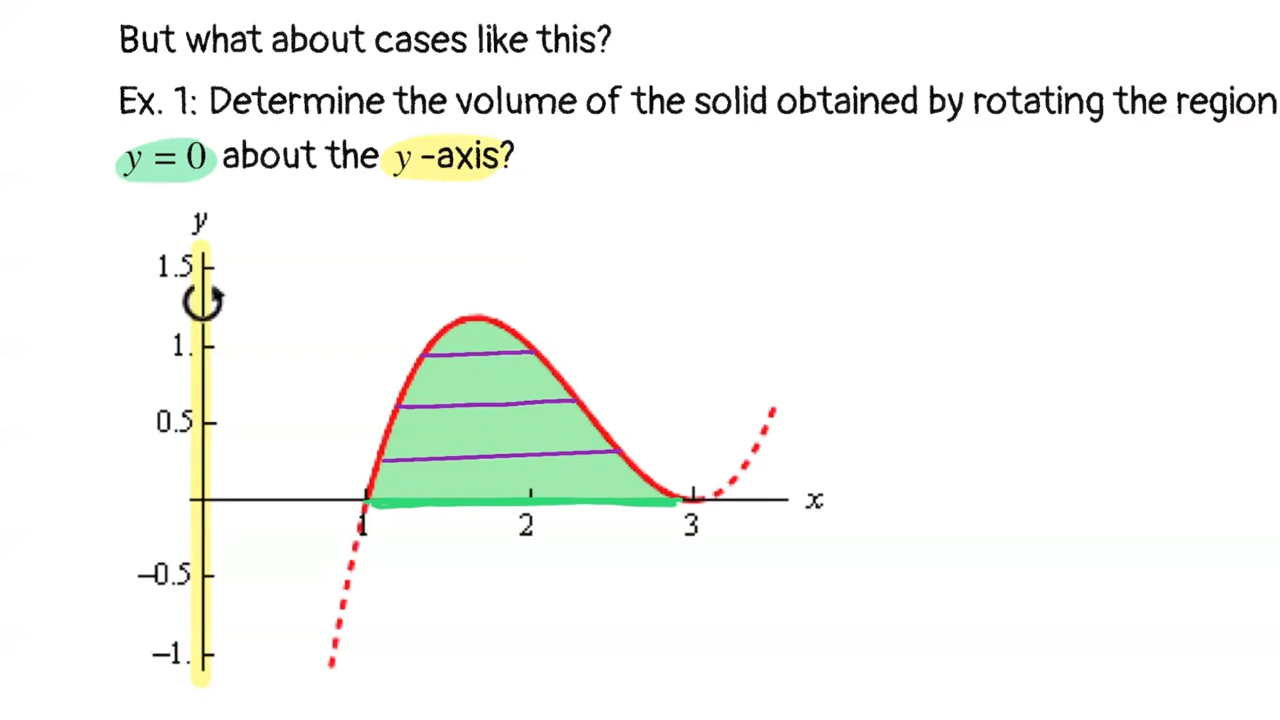 But what about cases like this?
Ex. 1: Determine the volume of the solid obtained by rotating the region
y = 0 about the y -axis?
y
1.5
1.
0.5
1 2 3 x
−0.5
−1.